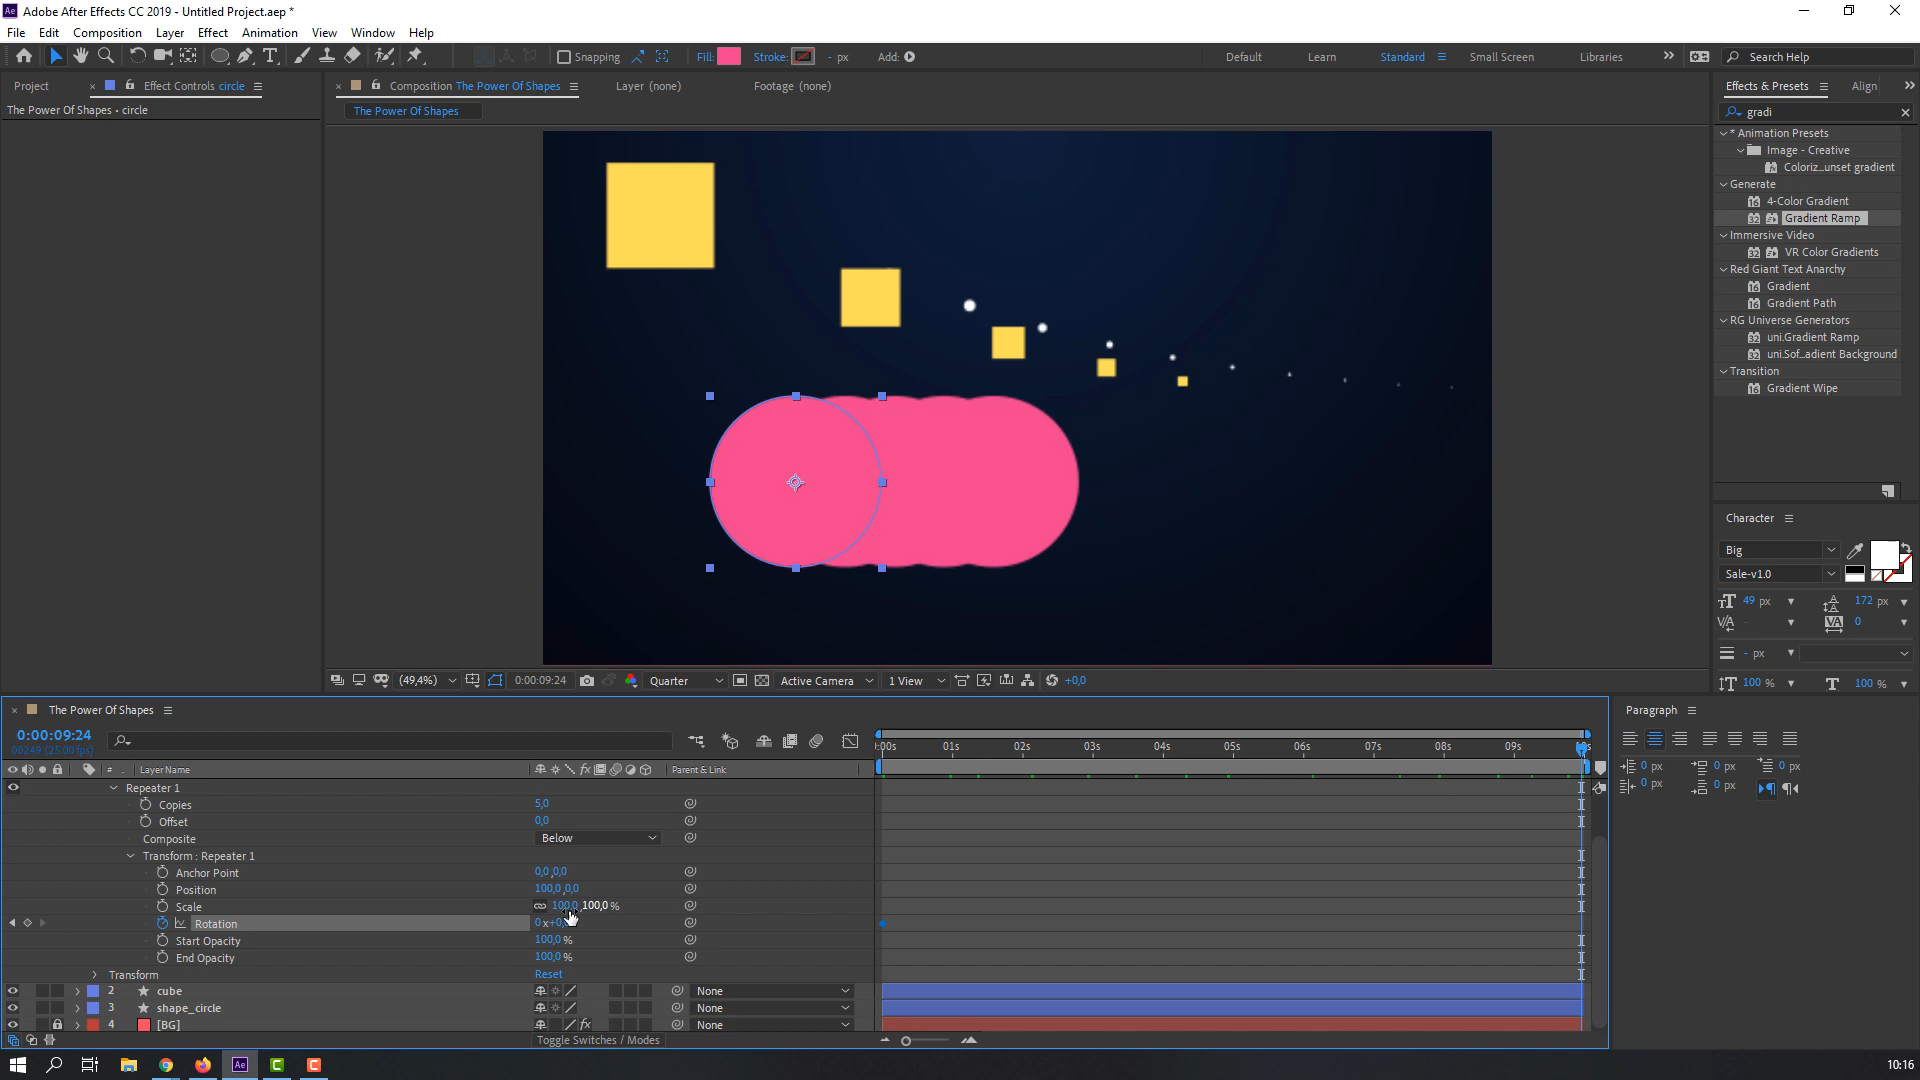 Adobe After Effects CC 2019 - Untitled Project.aep *
File Edit Composition Layer Effect Animation View Window Help
Snapping Fill: Stroke: - px Add:
Default Learn Standard Small Screen Libraries Search Help
Project Effect Controls circle
The Power Of Shapes • circle
Composition The Power Of Shapes Layer (none) Footage (none)
The Power Of Shapes
Effects & Presets Align
gradi
* Animation Presets
Image - Creative
Coloriz...unset gradient
Generate
4-Color Gradient
Gradient Ramp
Immersive Video
VR Color Gradients
Red Giant Text Anarchy
Gradient
Gradient Path
RG Universe Generators
uni.Gradient Ramp
uni.Sof...adient Background
Transition
Gradient Wipe
Character
Big
Sale-v1.0
49 px 172 px
- 0
- px
100 % 100 %
(49,4%) 0:00:09:24 Quarter Active Camera 1 View +0,0
The Power Of Shapes
0:00:09:24
00249 (25.00 fps)
:00s 01s 02s 03s 04s 05s 06s 07s 08s 09s
# Layer Name Parent & Link
Repeater 1
Copies 5,0
Offset 0,0
Composite Below
Transform : Repeater 1
Anchor Point 0,0 ,0,0
Position 100,0 ,0,0
Scale 100,0 ,100,0 %
Rotation 0 x+0,
Start Opacity 100,0 %
End Opacity 100,0 %
Transform Reset
2 cube None
3 shape_circle None
4 [BG] None
Toggle Switches / Modes
Paragraph
0 px 0 px 0 px
0 px 0 px
10:16